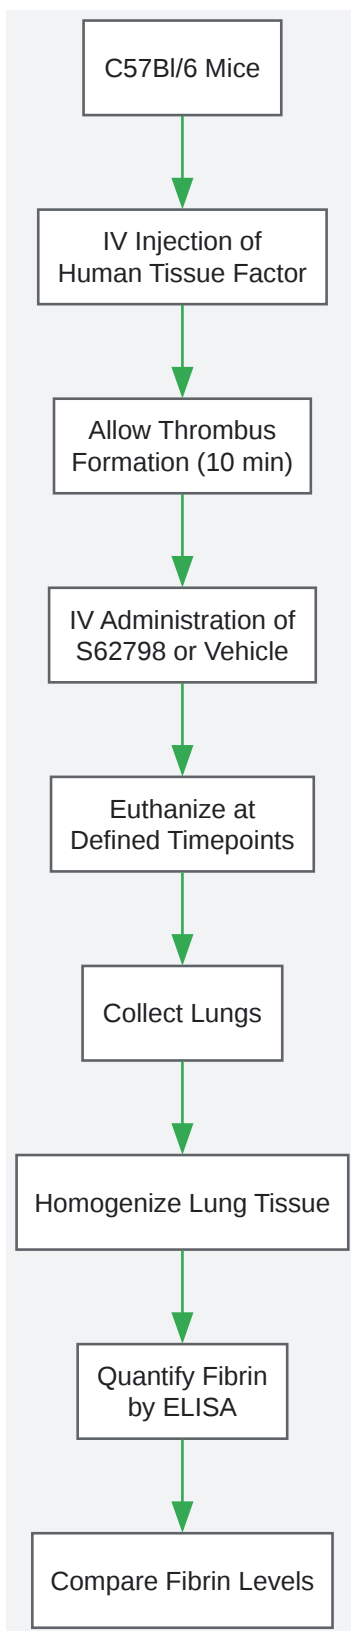 C57Bl/6 Mice
IV Injection of
Human Tissue Factor
Allow Thrombus
Formation (10 min)
IV Administration of
S62798 or Vehicle
Euthanize at
Defined Timepoints
Collect Lungs
Homogenize Lung Tissue
Quantify Fibrin
by ELISA
Compare Fibrin Levels